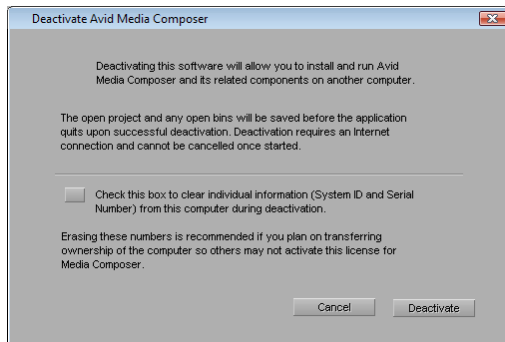 Deactivate Avid Media Composer
Deactivating this software will allow you to install and run Avid
Media Composer and its related components on another computer.
The open project and any open bins will be saved before the application
quits upon successful deactivation. Deactivation requires an Internet
connection and cannot be cancelled once started.
Check this box to clear individual information (System ID and Serial
Number) from this computer during deactivation.
Erasing these numbers is recommended if you plan on transferring
ownership of the computer so others may not activate this license for
Media Composer.
Cancel
Deactivate